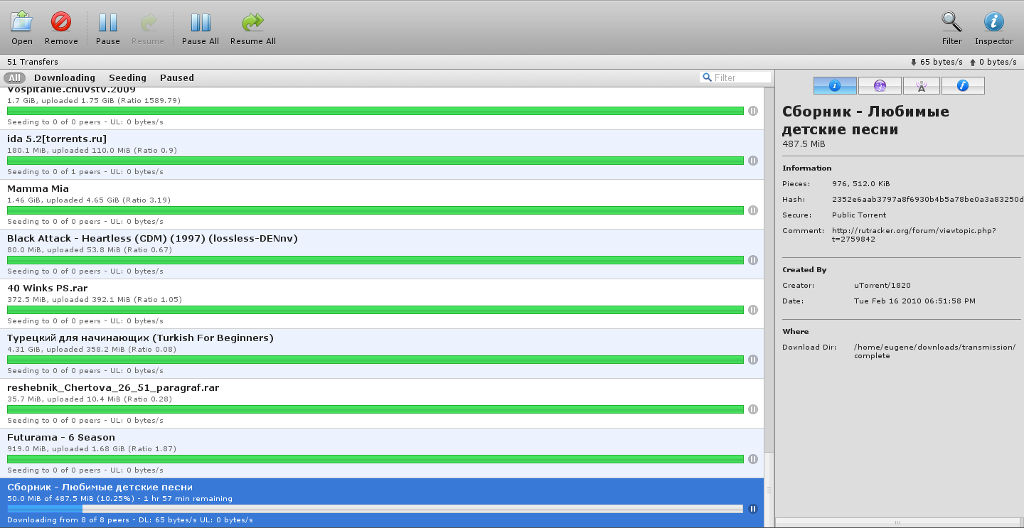 Open Remove Pause Resume Pause All Resume All Filter Inspector
51 Transfers 65 bytes/s 0 bytes/s
All Downloading Seeding Paused Filter
Vospitanie.chuvstv.2009
1.7 GiB, uploaded 1.75 GiB (Ratio 1589.79)
Seeding to 0 of 0 peers - UL: 0 bytes/s
ida 5.2[torrents.ru]
180.1 MiB, uploaded 110.0 MiB (Ratio 0.9)
Seeding to 0 of 1 peers - UL: 0 bytes/s
Mamma Mia
1.46 GiB, uploaded 4.65 GiB (Ratio 3.19)
Seeding to 0 of 0 peers - UL: 0 bytes/s
Black Attack - Heartless (CDM) (1997) (lossless-DENnv)
80.0 MiB, uploaded 53.8 MiB (Ratio 0.67)
Seeding to 0 of 0 peers - UL: 0 bytes/s
40 Winks PS.rar
372.5 MiB, uploaded 392.1 MiB (Ratio 1.05)
Seeding to 0 of 0 peers - UL: 0 bytes/s
Турецкий для начинающих (Turkish For Beginners)
4.31 GiB, uploaded 358.2 MiB (Ratio 0.08)
Seeding to 0 of 0 peers - UL: 0 bytes/s
reshebnik_Chertova_26_51_paragraf.rar
35.7 MiB, uploaded 10.4 MiB (Ratio 0.28)
Seeding to 0 of 0 peers - UL: 0 bytes/s
Futurama - 6 Season
919.0 MiB, uploaded 1.68 GiB (Ratio 1.87)
Seeding to 0 of 0 peers - UL: 0 bytes/s
Сборник - Любимые детские песни
50.0 MiB of 487.5 MiB (10.25%) - 1 hr 57 min remaining
Downloading from 8 of 8 peers - DL: 65 bytes/s UL: 0 bytes/s
Сборник - Любимые
детские песни
487.5 MiB
Information
Pieces: 976, 512.0 KiB
Hash: 2352e6aab3797a8f6930b4b5a78be0a3a83250d
Secure: Public Torrent
Comment: http://rutracker.org/forum/viewtopic.php?
t=2759842
Created By
Creator: uTorrent/1820
Date: Tue Feb 16 2010 06:51:58 PM
Where
Download Dir: /home/eugene/downloads/transmission/
complete